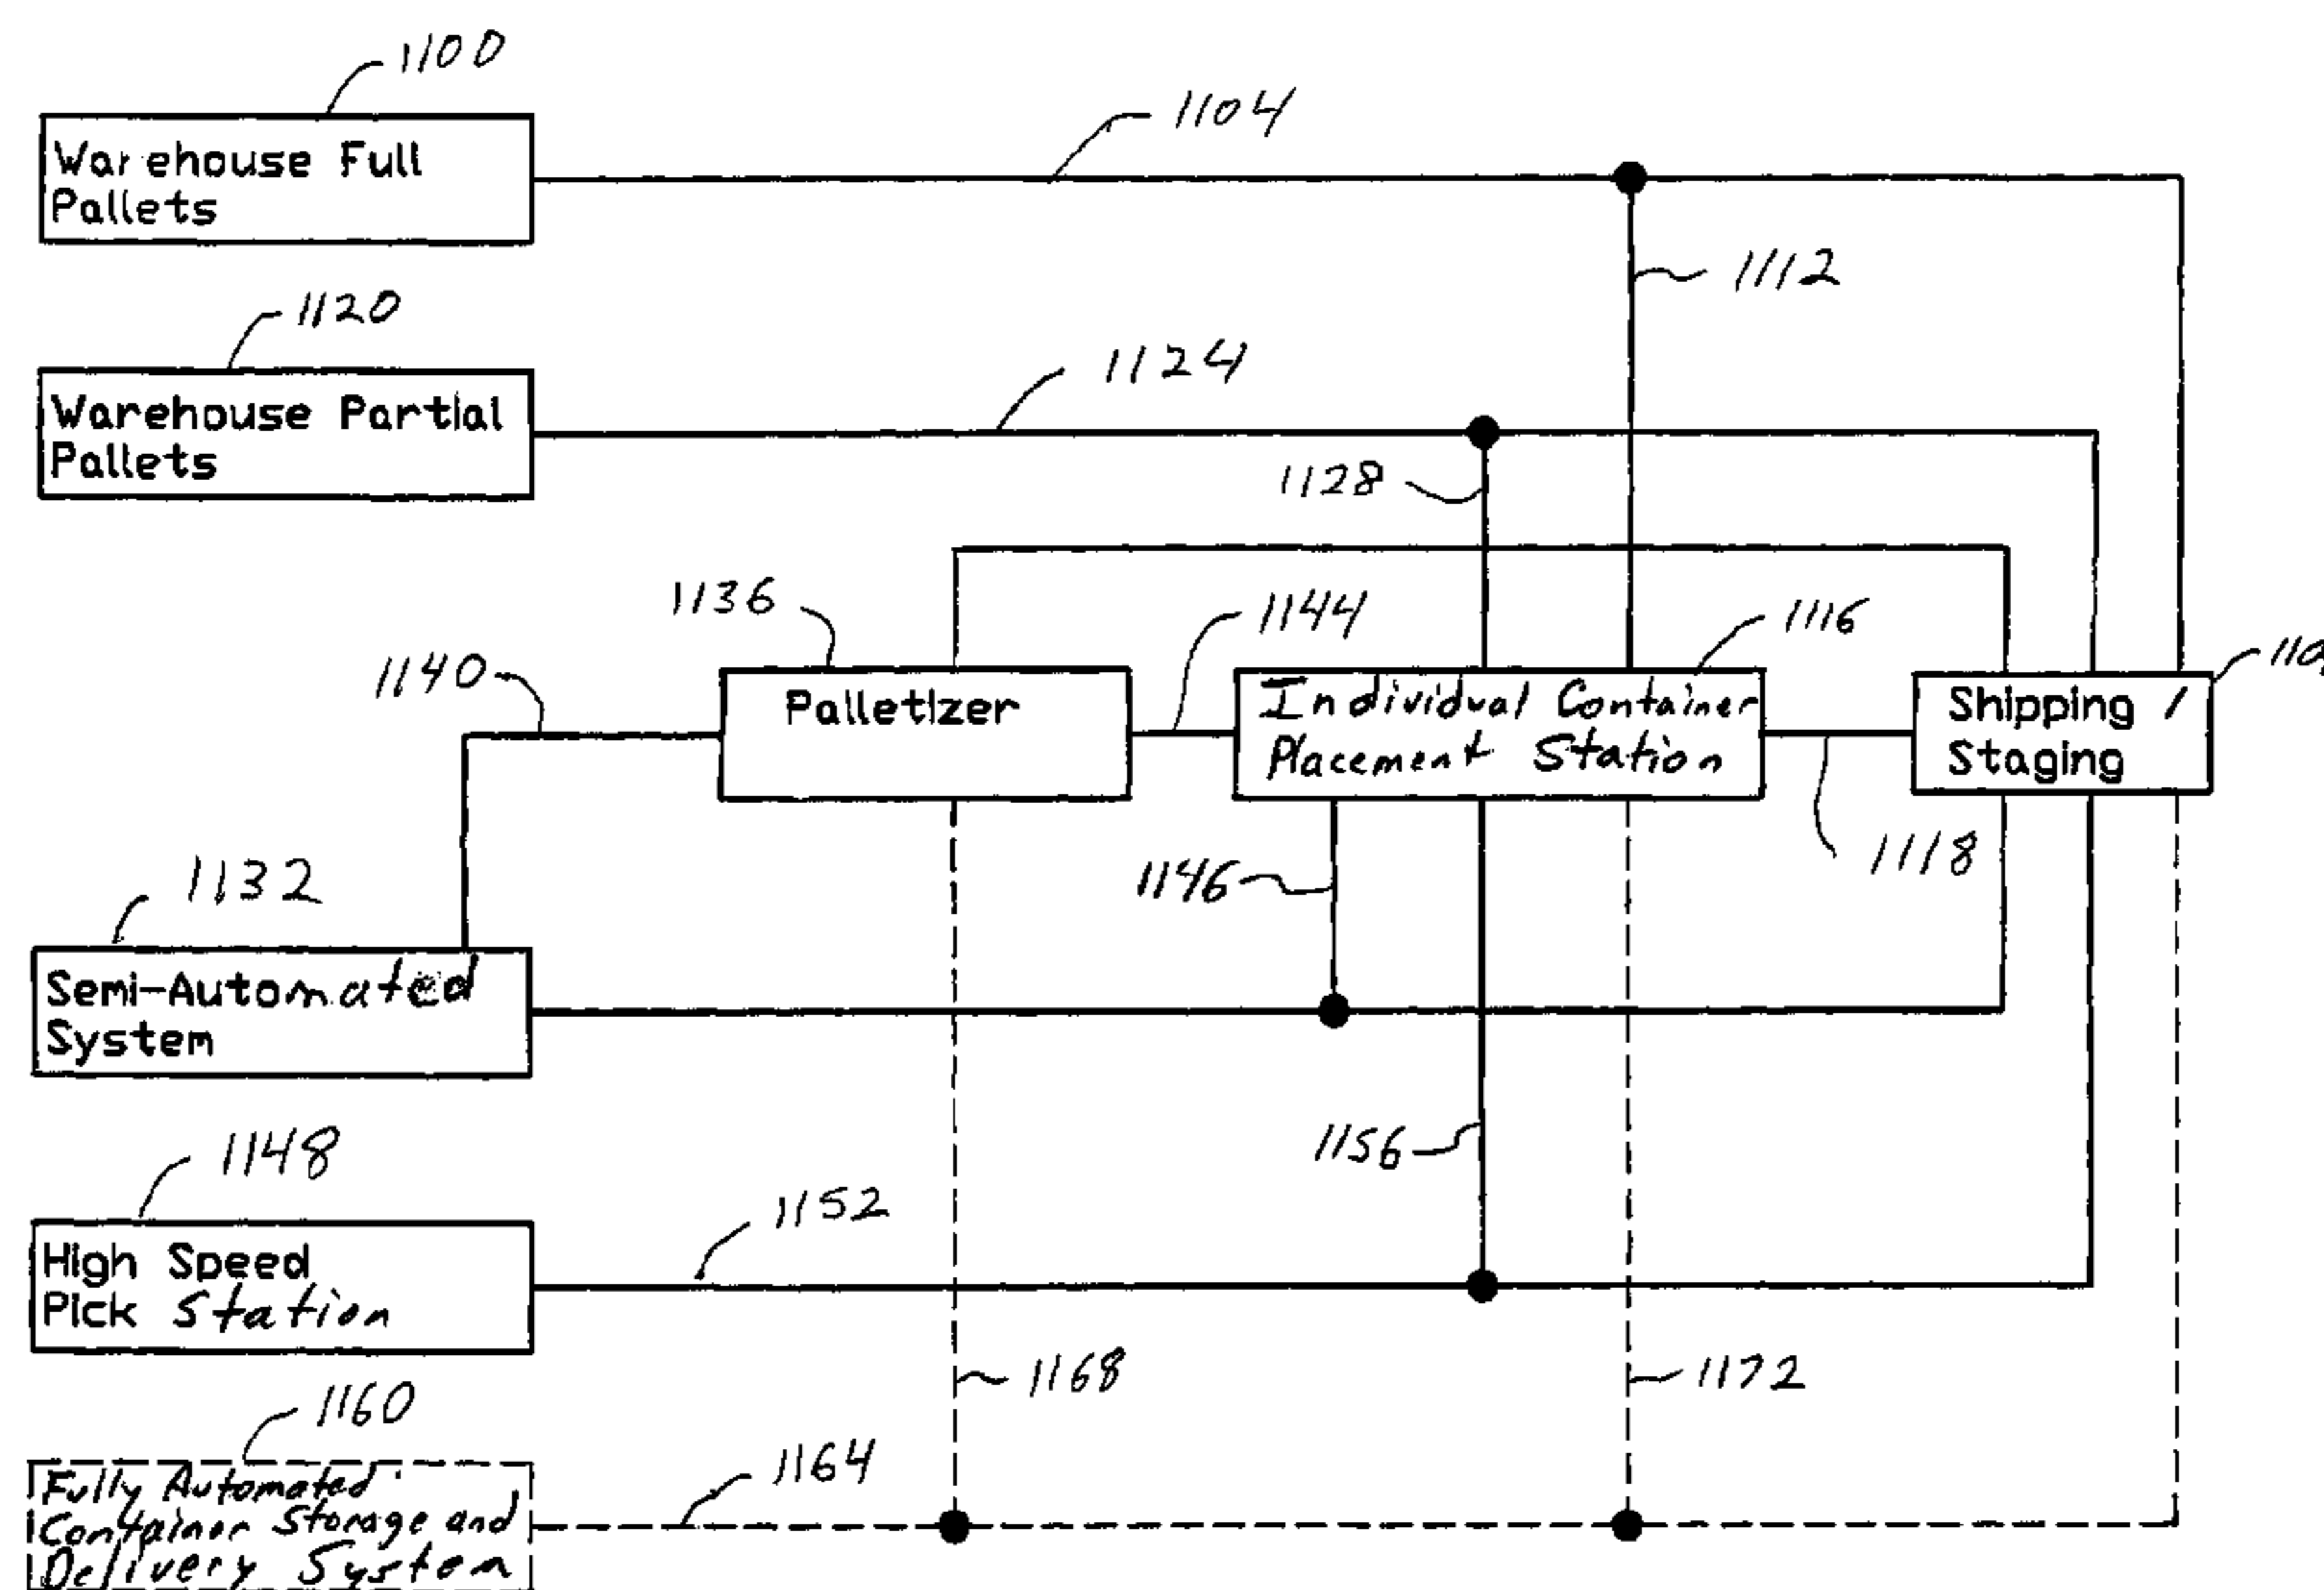 1100
1104
Warehouse Full
Pallets
1112
1120
1124
Warehouse Partial
Pallets
1128
1136
1144
1116
1140
110
Palletizer
Individual Container
Placement Station
Shipping /
Staging
1132
1146
1118
Semi-Automated
System
1148
1156
1152
High Speed
Pick Station
1168
1172
1160
1164
Fully Automated
Container Storage and
Delivery System